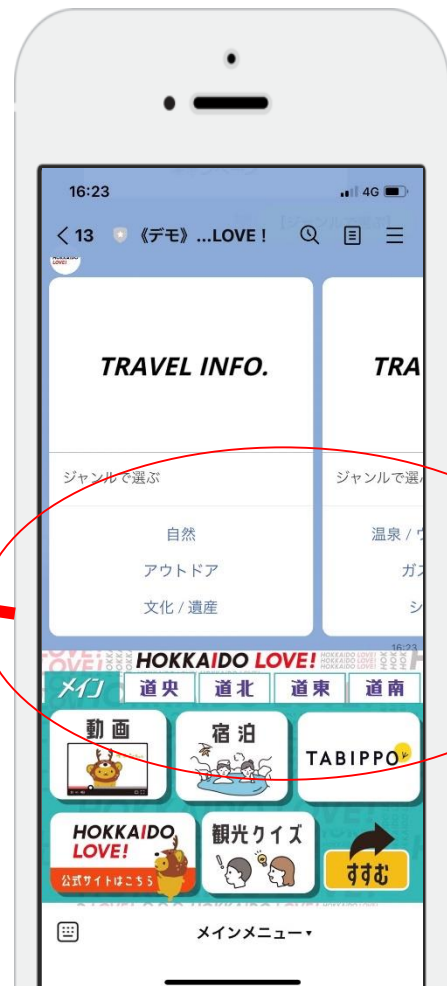 16:23
4G
13 《デモ》...LOVE！
HOKKAIDO
LOVE!
TRAVEL INFO.
TRA
ジャンルで選ぶ
ジャンルで選
自然
温泉 /
アウトドア
ガ
文化 / 遺産
シ
16:23
HOKKAIDO LOVE!
メイン
道央
道北
道東
道南
動画
宿泊
TABIPPO
HOKKAIDO
LOVE!
公式サイトはこちら
観光クイズ
すすむ
メインメニュー▾